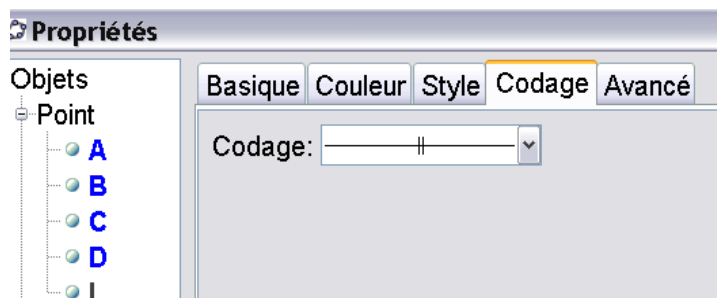 Propriétés
Objets
Basique Couleur Style Codage Avancé
Point
A
Codage:
B
C
D